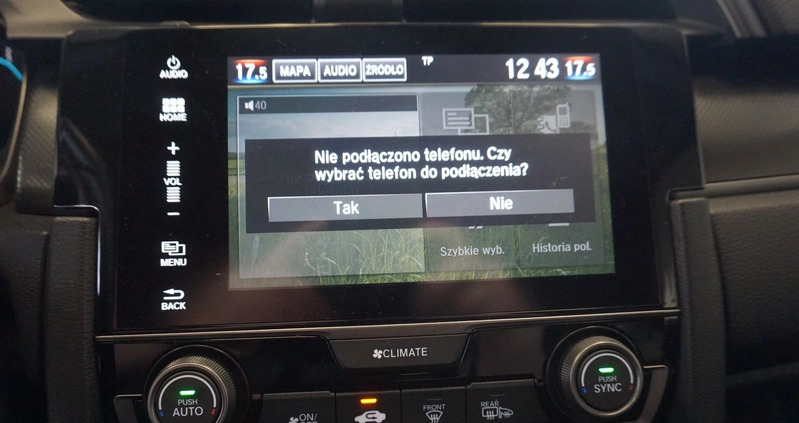 AUDIO
HOME
+
VOL
−
MENU
BACK
17.5 MAPA AUDIO ŹRÓDŁO TP 12 43 17.5
40
Nie podłączono telefonu. Czy
wybrać telefon do podłączenia?
Tak Nie
Szybkie wyb. Historia poł.
CLIMATE
PUSH
AUTO
ON/
FRONT
REAR
PUSH
SYNC